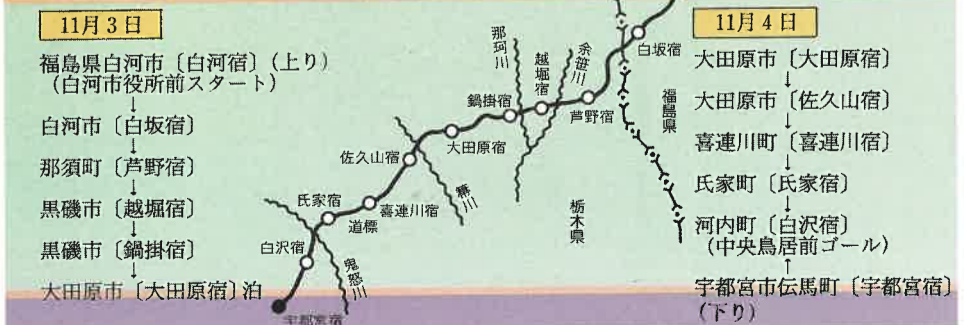 11月3日
福島県白河市〔白河宿〕(上り)
(白河市役所前スタート)
↓
白河市〔白坂宿〕
↓
那須町〔芦野宿〕
↓
黒磯市〔越堀宿〕
↓
黒磯市〔鍋掛宿〕
↓
大田原市〔大田原宿〕泊
白坂宿
余笹川
那珂川
越堀宿
鍋掛宿
芦野宿
福島県
大田原宿
佐久山宿
箒川
栃木県
喜連川宿
道標
氏家宿
白沢宿
鬼怒川
宇都宮宿
11月4日
大田原市〔大田原宿〕
↓
大田原市〔佐久山宿〕
↓
喜連川町〔喜連川宿〕
↓
氏家町〔氏家宿〕
↓
河内町〔白沢宿〕
(中央鳥居前ゴール)
↑
宇都宮市伝馬町〔宇都宮宿〕
(下り)